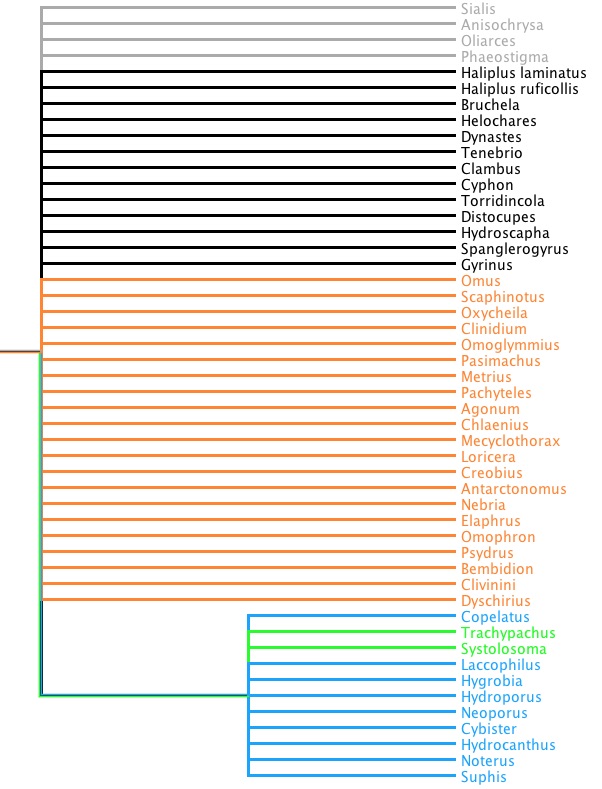 Sialis
Anisochrysa
Oliarces
Phaeostigma
Haliplus laminatus
Haliplus ruficollis
Bruchela
Helochares
Dynastes
Tenebrio
Clambus
Cyphon
Torridincola
Distocupes
Hydroscapha
Spanglerogyrus
Gyrinus
Omus
Scaphinotus
Oxycheila
Clinidium
Omoglymmius
Pasimachus
Metrius
Pachyteles
Agonum
Chlaenius
Mecyclothorax
Loricera
Creobius
Antarctonomus
Nebria
Elaphrus
Omophron
Psydrus
Bembidion
Clivinini
Dyschirius
Copelatus
Trachypachus
Systolosoma
Laccophilus
Hygrobia
Hydroporus
Neoporus
Cybister
Hydrocanthus
Noterus
Suphis